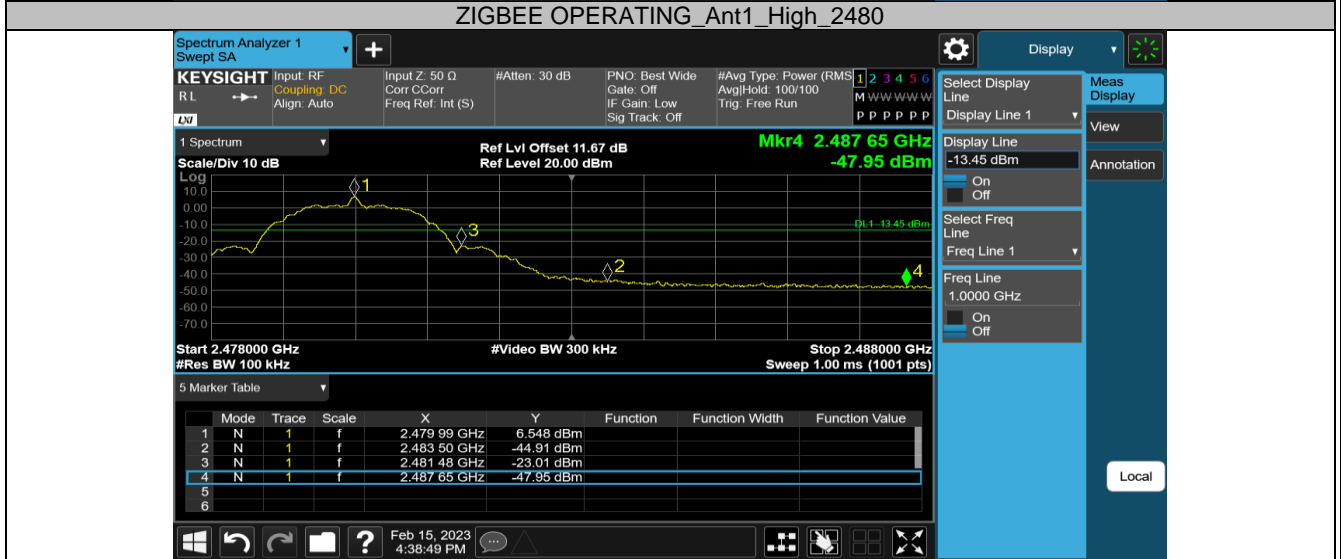 ZIGBEE OPERATING_Ant1_High_2480
Spectrum Analyzer 1
Swept SA
Display
KEYSIGHT
RL
LXI
Input: RF
Coupling: DC
Align: Auto
Input Z: 50 Ω
Corr CCorr
Freq Ref: Int (S)
#Atten: 30 dB
PNO: Best Wide
Gate: Off
IF Gain: Low
Sig Track: Off
#Avg Type: Power (RMS
Avg|Hold: 100/100
Trig: Free Run
1 2 3 4 5 6
M W W W W W
P P P P P P
1 Spectrum
Scale/Div 10 dB
Ref Lvl Offset 11.67 dB
Ref Level 20.00 dBm
Mkr4 2.487 65 GHz
-47.95 dBm
Log
10.0
0.00
-10.0
-20.0
-30.0
-40.0
-50.0
-60.0
-70.0
1
3
2
4
DL1 -13.45 dBm
Start 2.478000 GHz
#Res BW 100 kHz
#Video BW 300 kHz
Stop 2.488000 GHz
Sweep 1.00 ms (1001 pts)
5 Marker Table
Mode Trace Scale X Y Function Function Width Function Value
1 N 1 f 2.479 99 GHz 6.548 dBm
2 N 1 f 2.483 50 GHz -44.91 dBm
3 N 1 f 2.481 48 GHz -23.01 dBm
4 N 1 f 2.487 65 GHz -47.95 dBm
5
6
Select Display
Line
Display Line 1
Display Line
-13.45 dBm
On
Off
Select Freq
Line
Freq Line 1
Freq Line
1.0000 GHz
On
Off
Meas
Display
View
Annotation
Local
?
Feb 15, 2023
4:38:49 PM